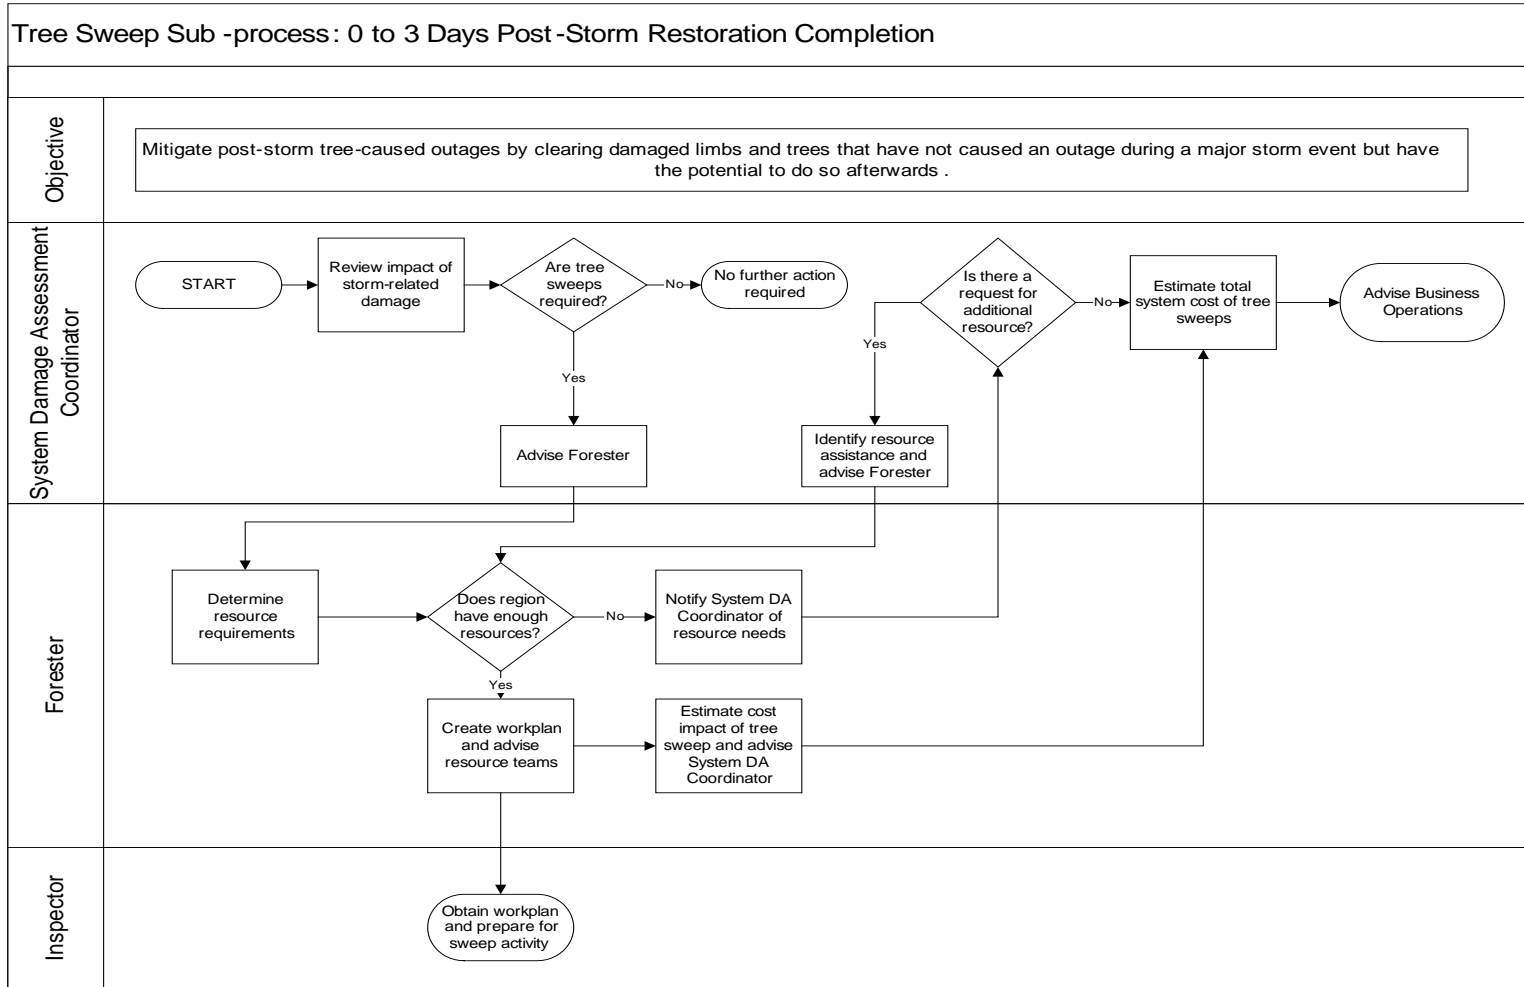 Tree Sweep Sub -process: 0 to 3 Days Post-Storm Restoration Completion
Objective
Mitigate post-storm tree-caused outages by clearing damaged limbs and trees that have not caused an outage during a major storm event but have
the potential to do so afterwards .
System Damage Assessment
Coordinator
START
Review impact of
storm-related
damage
Are tree
sweeps
required?
No
No further action
required
Yes
Advise Forester
Is there a
request for
additional
resource?
Yes
No
Identify resource
assistance and
advise Forester
Estimate total
system cost of tree
sweeps
Advise Business
Operations
Forester
Determine
resource
requirements
Does region
have enough
resources?
No
Notify System DA
Coordinator of
resource needs
Yes
Create workplan
and advise
resource teams
Estimate cost
impact of tree
sweep and advise
System DA
Coordinator
Inspector
Obtain workplan
and prepare for
sweep activity